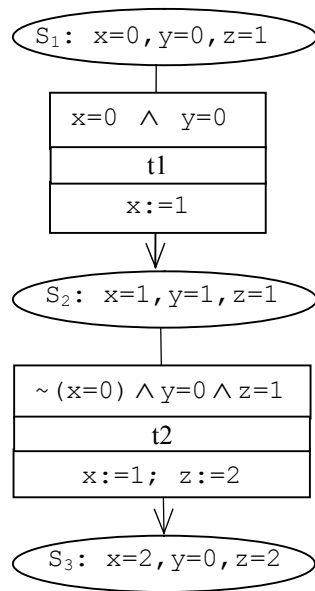 S₁: x=0,y=0,z=1
x=0 ∧ y=0
t1
x:=1
S₂: x=1,y=1,z=1
~(x=0)∧y=0∧z=1
t2
x:=1; z:=2
S₃: x=2,y=0,z=2